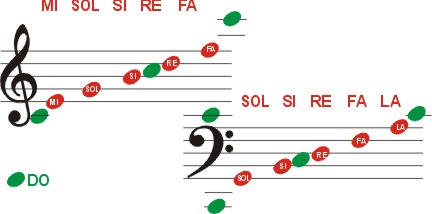 MI SOL SI RE FA
FA
RE
SI
SOL
MI
SOL SI RE FA LA
LA
FA
RE
SI
SOL
DO